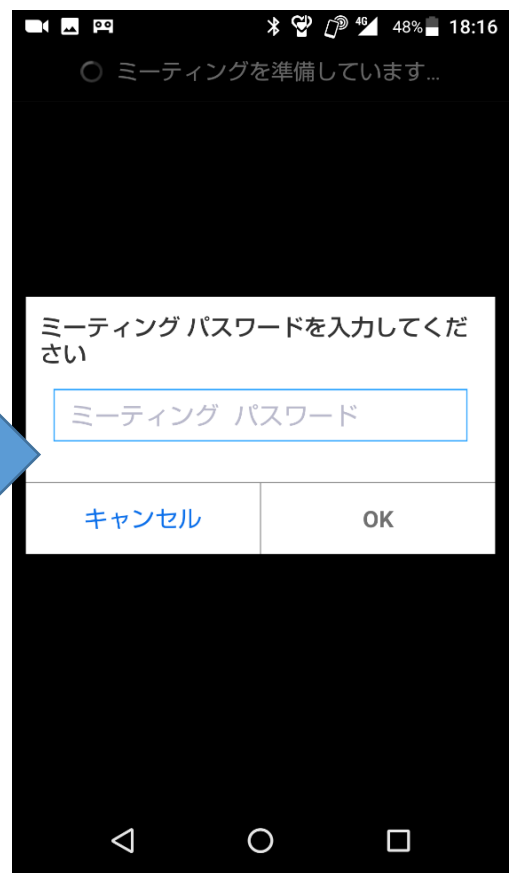 4G 48% 18:16
ミーティングを準備しています...
ミーティング パスワードを入力してくだ
さい
ミーティング パスワード
キャンセル OK